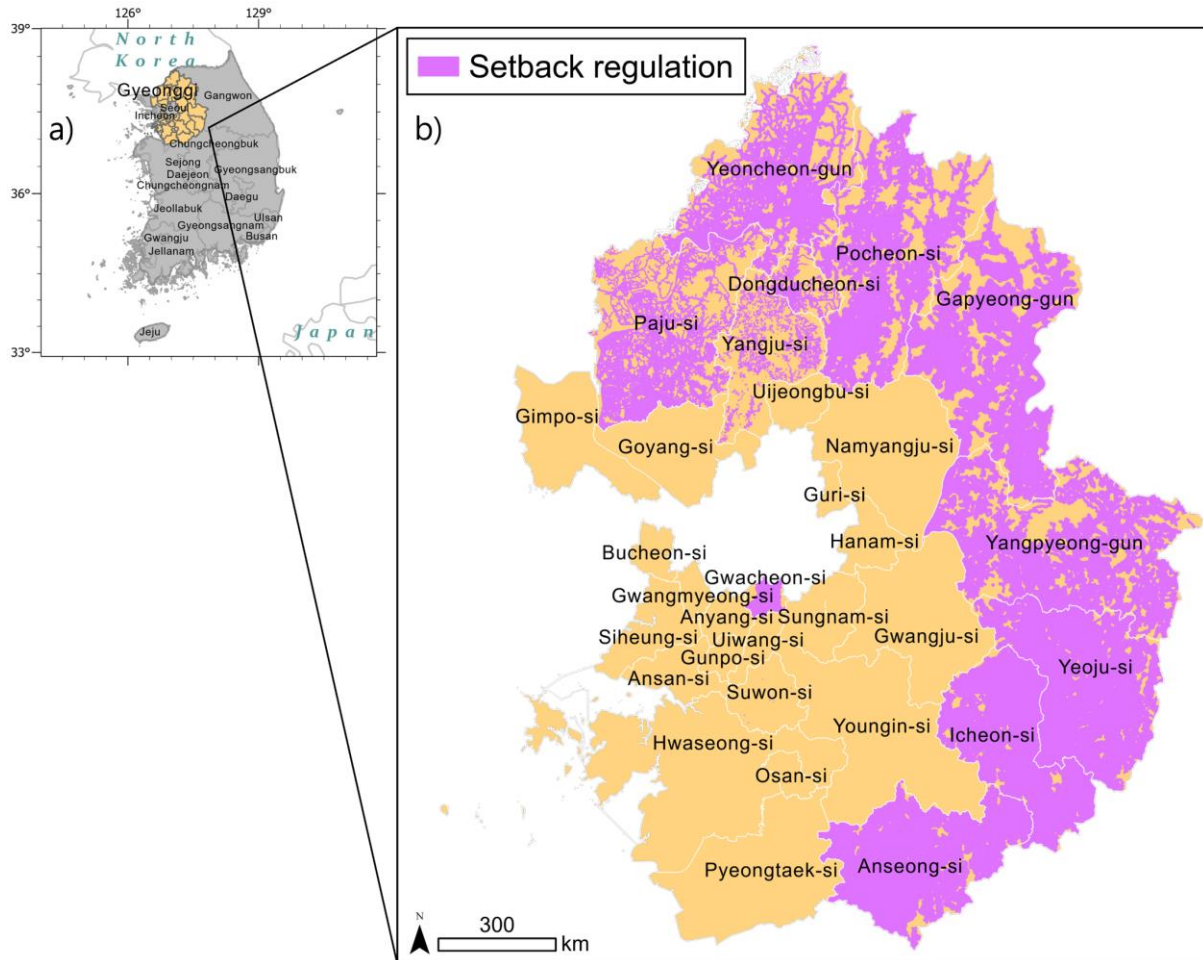 126°
129°
39°
36°
33°
a)
North
Korea
Gyeonggi
Seoul
Incheon
Gangwon
Chungcheongbuk
Sejong
Daejeon
Gyeongsangbuk
Chungcheongnam
Daegu
Jeollabuk
Ulsan
Gyeongsangnam
Gwangju
Busan
Jellanam
Jeju
Japan
Setback regulation
b)
Yeoncheon-gun
Pocheon-si
Dongducheon-si
Gapyeong-gun
Paju-si
Yangju-si
Uijeongbu-si
Gimpo-si
Goyang-si
Namyangju-si
Guri-si
Hanam-si
Yangpyeong-gun
Bucheon-si
Gwacheon-si
Gwangmyeong-si
Anyang-si
Sungnam-si
Siheung-si
Uiwang-si
Gwangju-si
Gunpo-si
Yeoju-si
Ansan-si
Suwon-si
Youngin-si
Icheon-si
Hwaseong-si
Osan-si
Pyeongtaek-si
Anseong-si
N
300
km